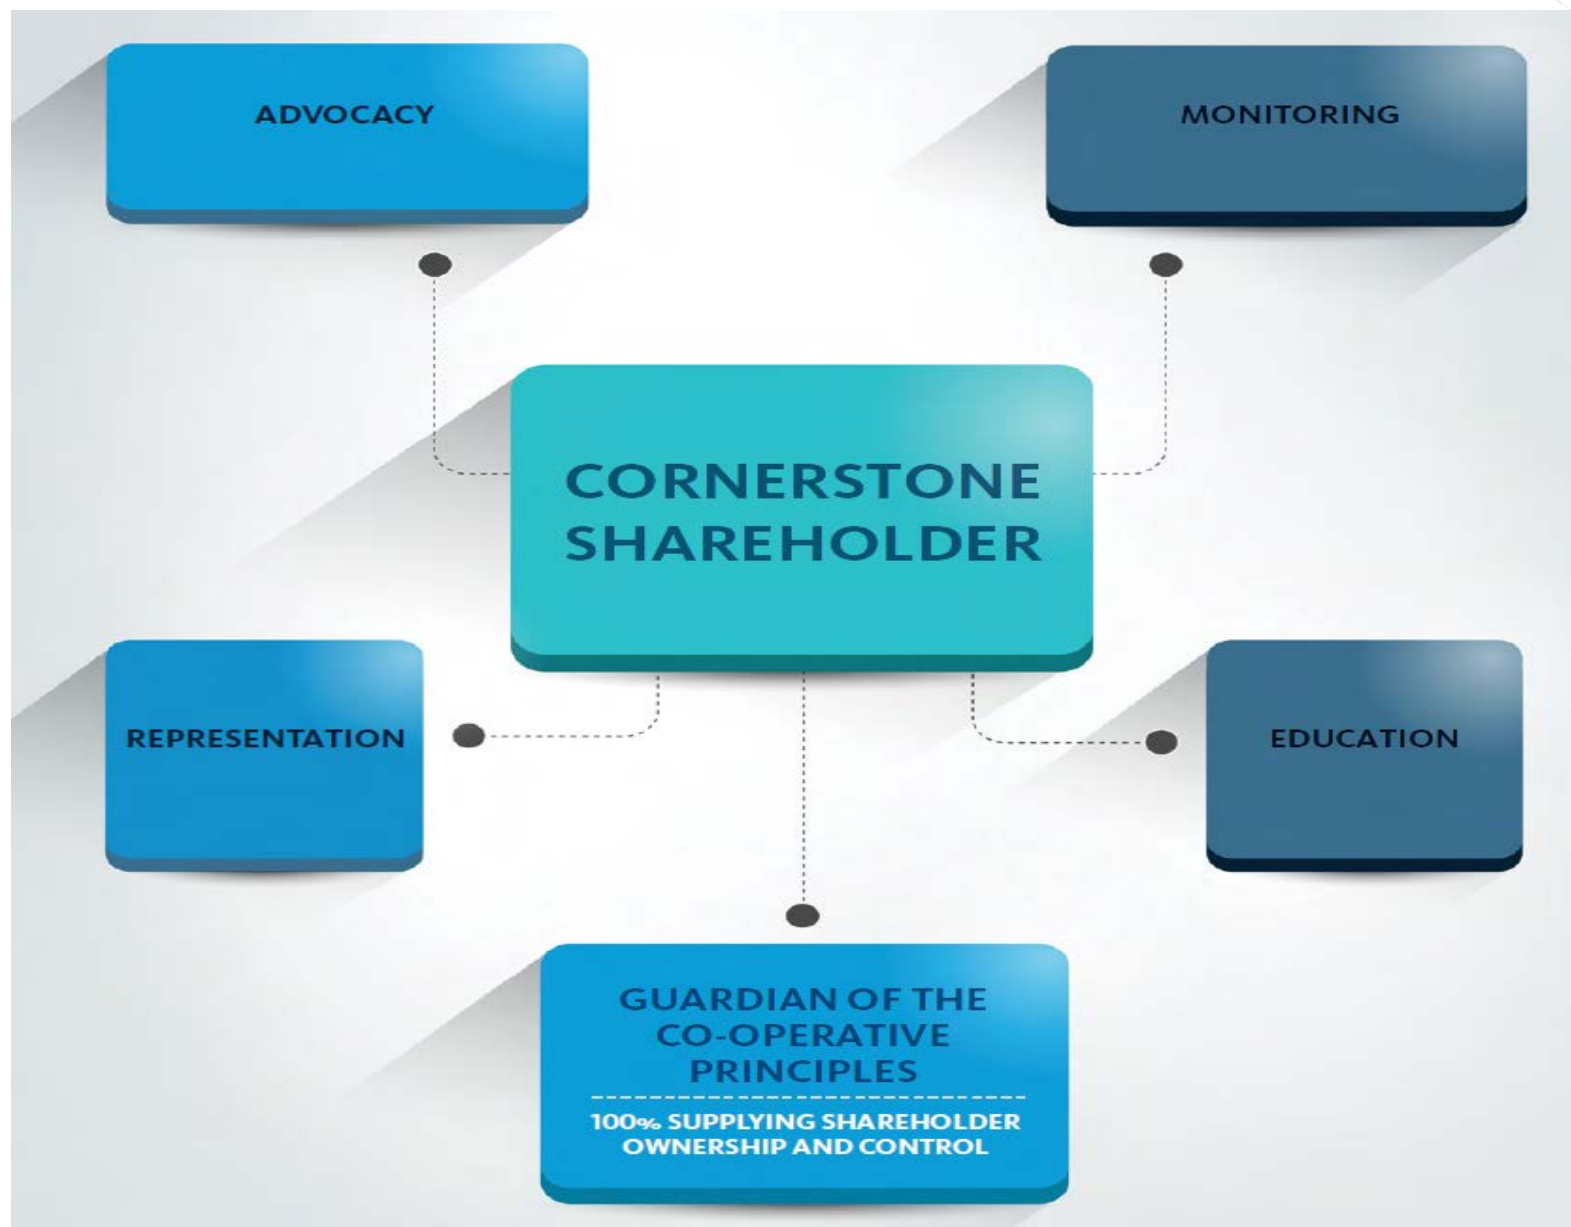 ADVOCACY
MONITORING
CORNERSTONE
SHAREHOLDER
REPRESENTATION
EDUCATION
GUARDIAN OF THE
CO-OPERATIVE
PRINCIPLES
100% SUPPLYING SHAREHOLDER
OWNERSHIP AND CONTROL